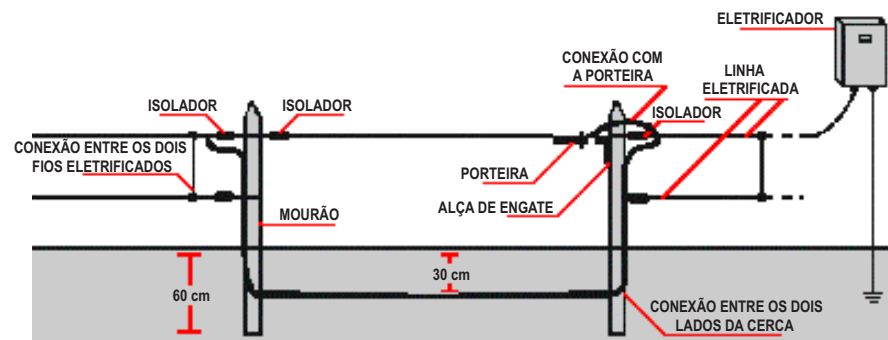 ELETRIFICADOR
CONEXÃO COM
A PORTEIRA
LINHA
ELETRIFICADA
ISOLADOR
ISOLADOR
ISOLADOR
CONEXÃO ENTRE OS DOIS
FIOS ELETRIFICADOS
PORTEIRA
ALÇA DE ENGATE
MOURÃO
30 cm
60 cm
CONEXÃO ENTRE OS DOIS
LADOS DA CERCA